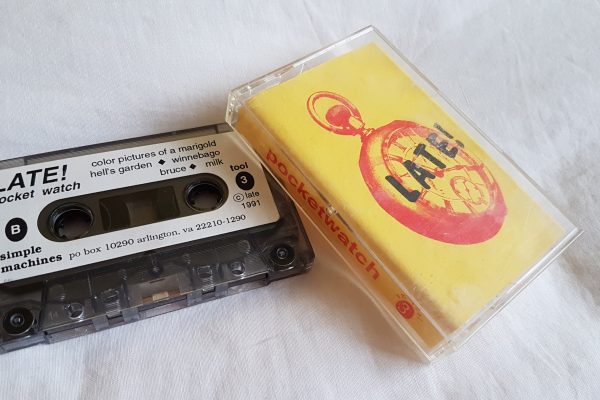 LATE!
pocket watch
color pictures of a marigold
hell's garden ◆ winnebago
bruce ◆ milk
tool
3
© late
1991
B
simple
machines
po box 10290 arlington, va 22210-1290
LATE!
pocketwatch